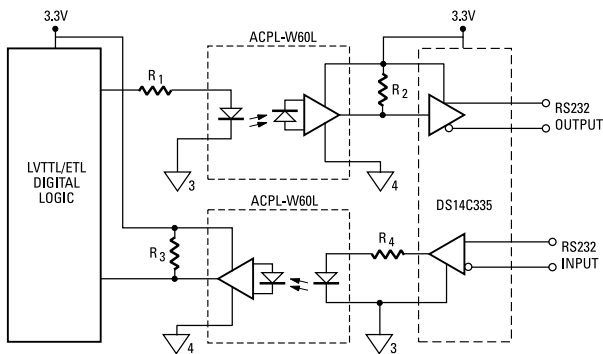 3.3V
ACPL-W60L
3.3V
R1
R2
RS232
OUTPUT
3
4
LVTTL/ETL
DIGITAL
LOGIC
ACPL-W60L
DS14C335
R3
R4
RS232
INPUT
4
3